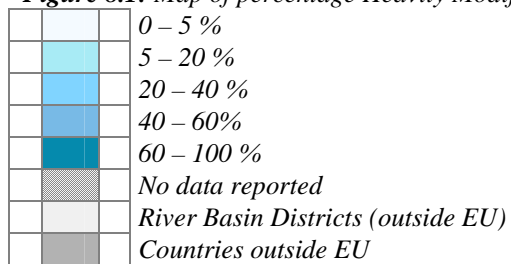 Figure 8.1: Map of percentage Heavily Modif
0 – 5 %
5 – 20 %
20 – 40 %
40 – 60%
60 – 100 %
No data reported
River Basin Districts (outside EU)
Countries outside EU